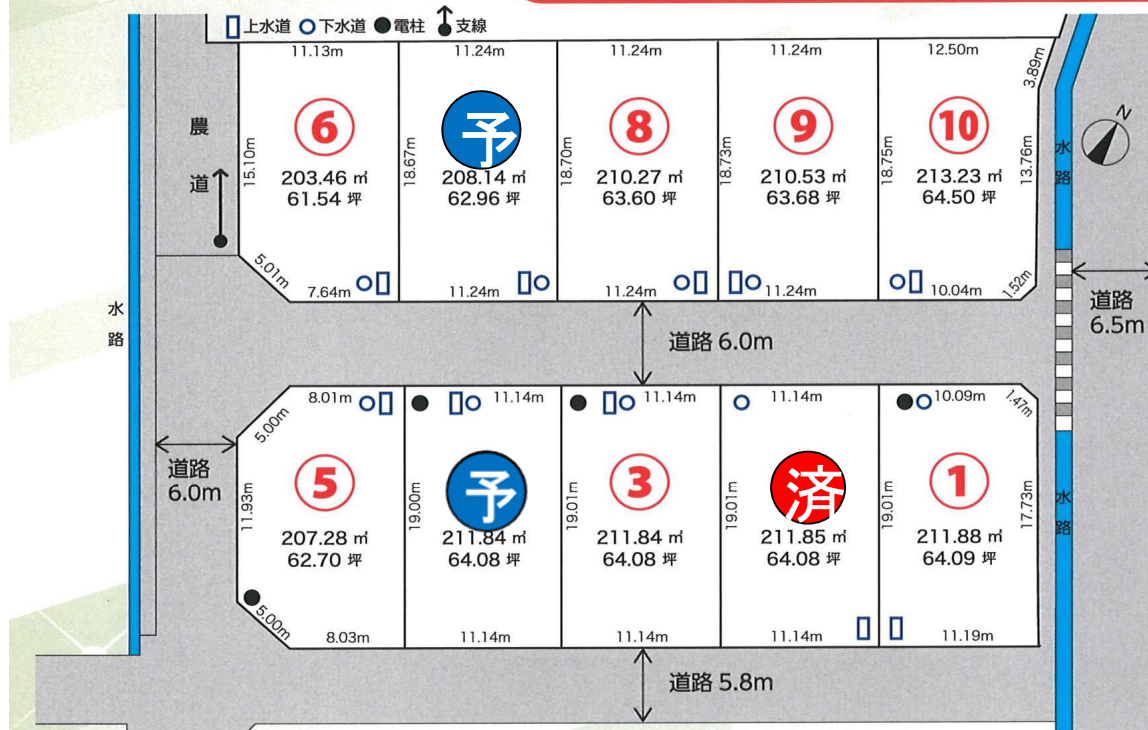 上水道 下水道 電柱 支線
11.13m 11.24m 11.24m 11.24m 12.50m
3.89m
農道
15.10m
⑥
203.46 ㎡
61.54 坪
18.67m
予
208.14 ㎡
62.96 坪
18.70m
⑧
210.27 ㎡
63.60 坪
18.73m
⑨
210.53 ㎡
63.68 坪
18.75m
⑩
213.23 ㎡
64.50 坪
13.76m
水路
N
5.01m
7.64m 11.24m 11.24m 11.24m 10.04m
1.52m
水路
道路 6.0m
道路
6.5m
8.01m 11.14m 11.14m 11.14m 10.09m
5.00m
1.47m
道路
6.0m
11.93m
⑤
207.28 ㎡
62.70 坪
19.00m
予
211.84 ㎡
64.08 坪
19.01m
③
211.84 ㎡
64.08 坪
19.01m
済
211.85 ㎡
64.08 坪
19.01m
①
211.88 ㎡
64.09 坪
17.73m
水路
5.00m
8.03m 11.14m 11.14m 11.14m 11.19m
道路 5.8m